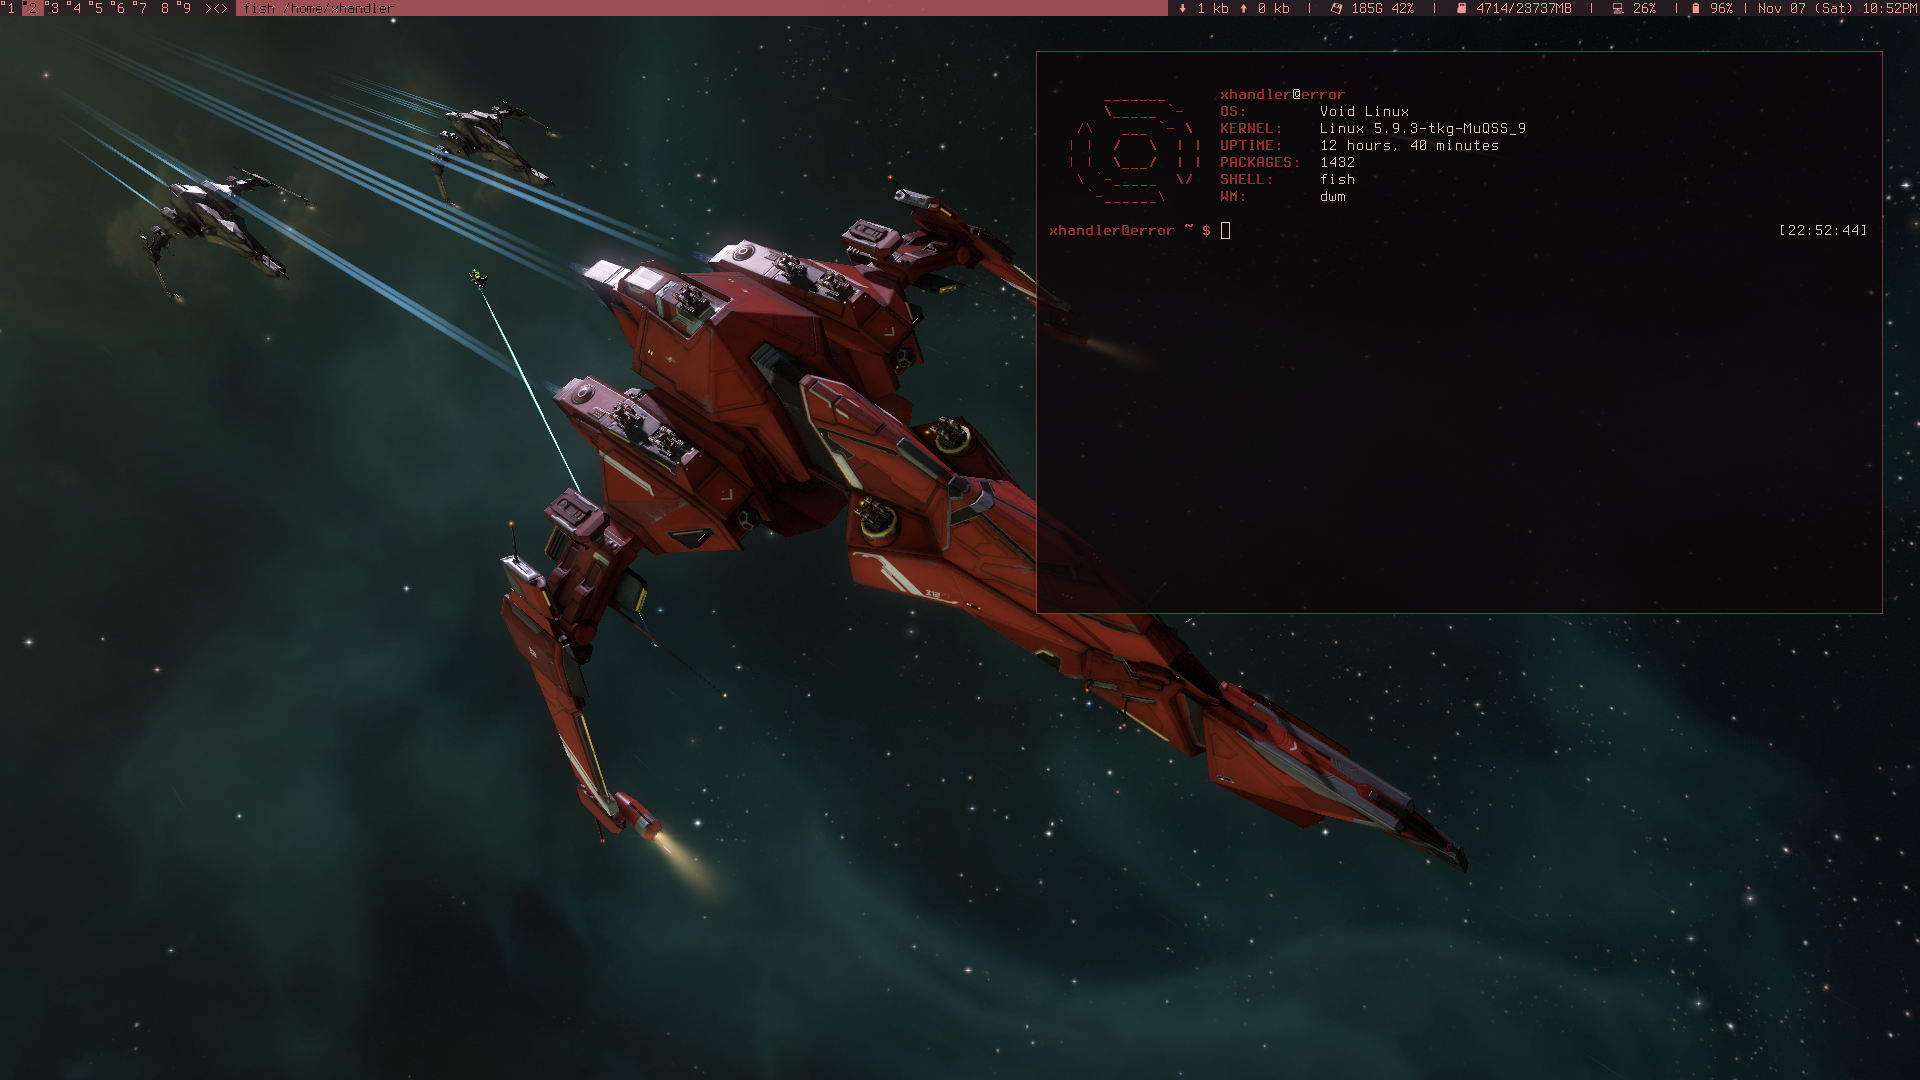 1 2 3 4 5 6 7 8 9 ><> fish /home/xhandler 1 kb 0 kb | 185G 42% | 4714/23737MB | 26% | 96% | Nov 07 (Sat) 10:52PM
xhandler@error
OS: Void Linux
KERNEL: Linux 5.9.3-tkg-MuQSS_9
UPTIME: 12 hours, 40 minutes
PACKAGES: 1432
SHELL: fish
WM: dwm
xhandler@error ~ $ [22:52:44]